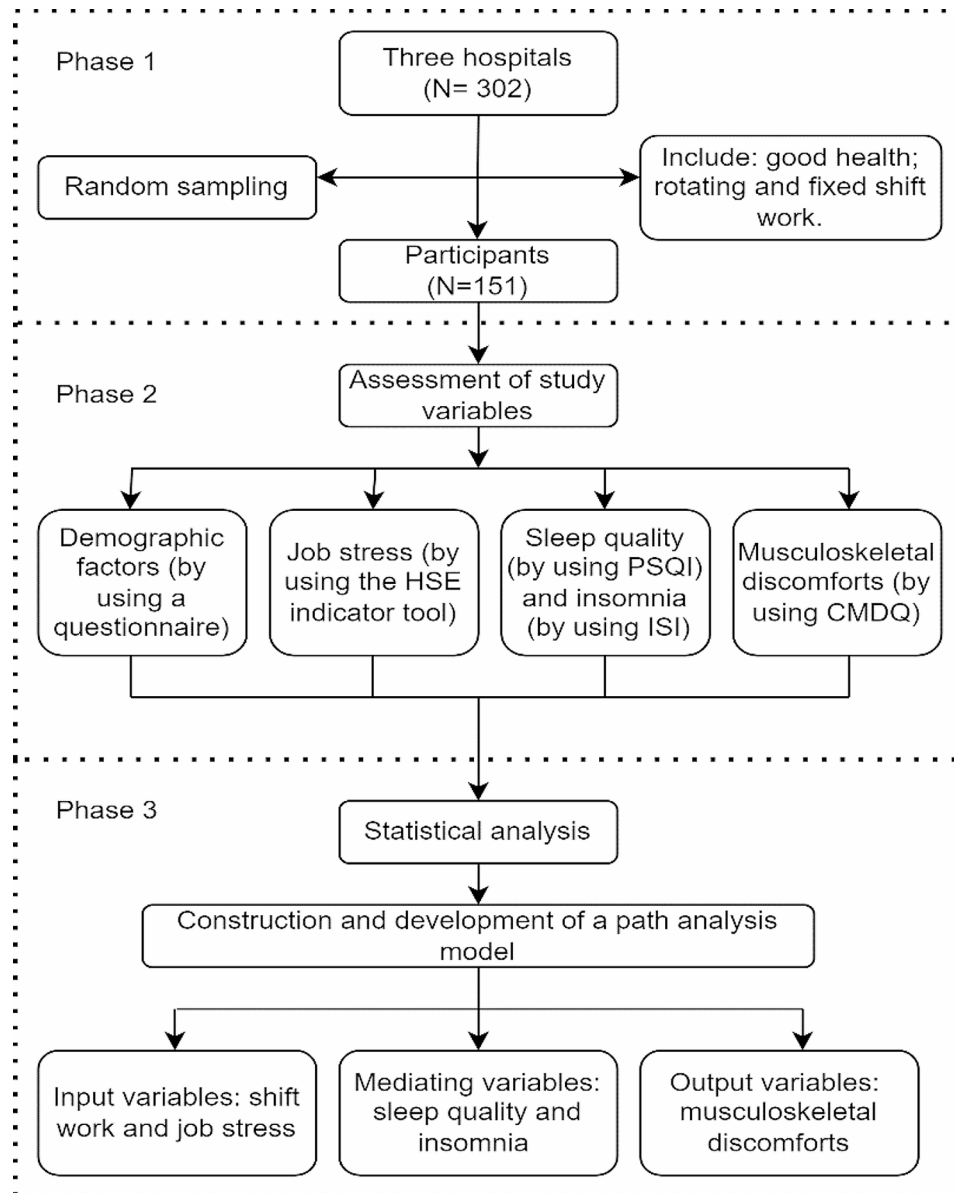 Phase 1
Three hospitals
(N= 302)
Random sampling
Include: good health;
rotating and fixed shift
work.
Participants
(N=151)
Phase 2
Assessment of study
variables
Demographic
factors (by
using a
questionnaire)
Job stress (by
using the HSE
indicator tool)
Sleep quality
(by using PSQI)
and insomnia
(by using ISI)
Musculoskeletal
discomforts (by
using CMDQ)
Phase 3
Statistical analysis
Construction and development of a path analysis
model
Input variables: shift
work and job stress
Mediating variables:
sleep quality and
insomnia
Output variables:
musculoskeletal
discomforts